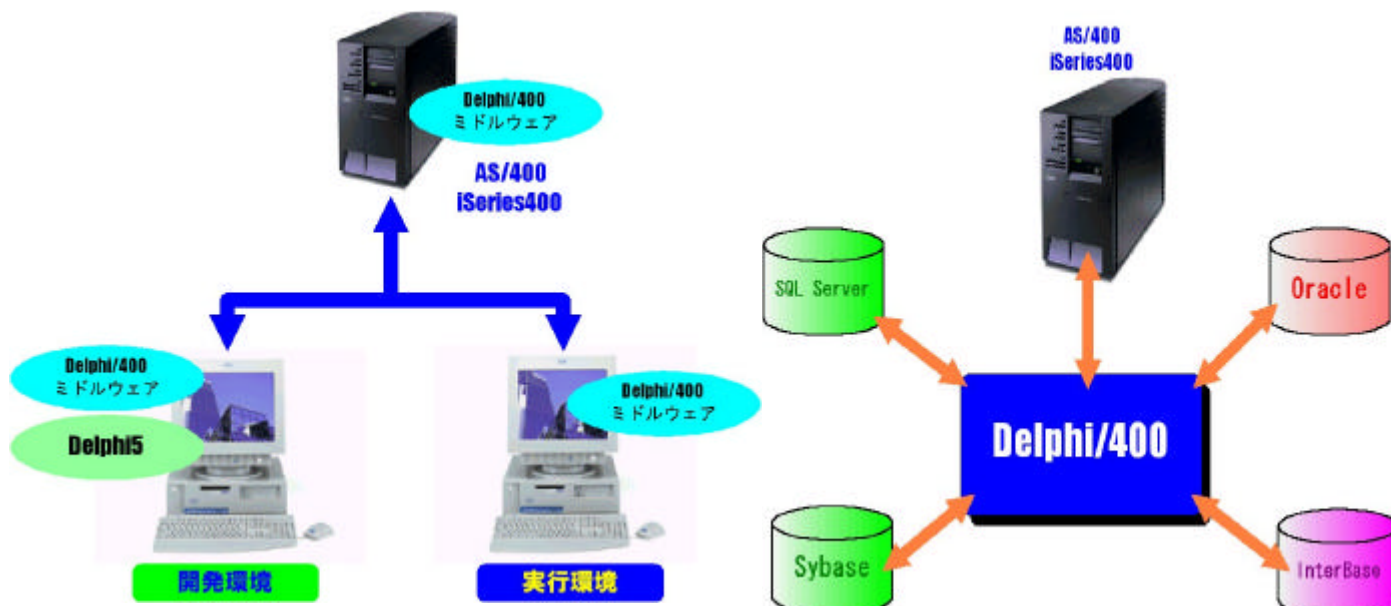 Delphi/400
ミドルウェア
AS/400
iSeries400
Delphi/400
ミドルウェア
Delphi5
開発環境
Delphi/400
ミドルウェア
実行環境
AS/400
iSeries400
SQL Server
Oracle
Delphi/400
Sybase
InterBase